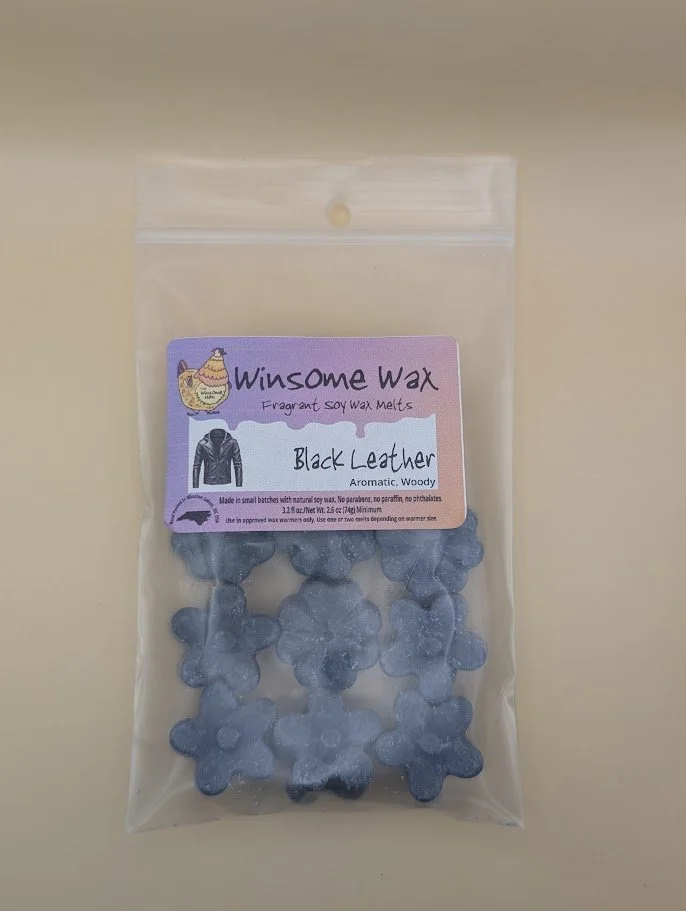 Winsome Wax
Fragrant Soy Wax Melts
Black Leather
Aromatic, Woody
Made in small batches with natural soy wax. No parabens, no paraffin, no phthalates.
3.2 fl oz./Net Wt. 2.6 oz (74g) Minimum
Use in approved wax warmers only. Use one or two melts depending on warmer size.